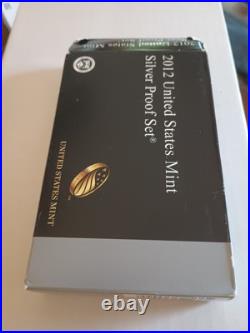 2012 United States Mint
2012 United States Mint
Silver Proof Set®
UNITED STATES MINT